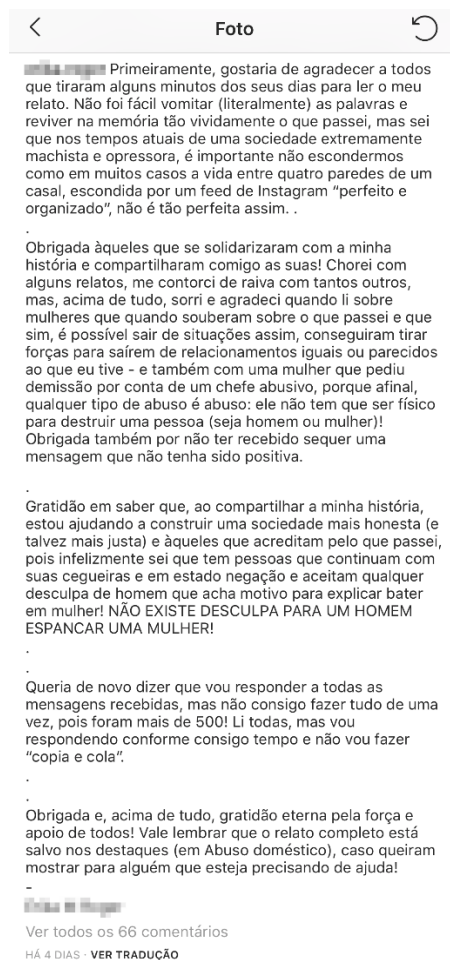 Foto
Primeiramente, gostaria de agradecer a todos
que tiraram alguns minutos dos seus dias para ler o meu
relato. Não foi fácil vomitar (literalmente) as palavras e
reviver na memória tão vividamente o que passei, mas sei
que nos tempos atuais de uma sociedade extremamente
machista e opressora, é importante não escondermos
como em muitos casos a vida entre quatro paredes de um
casal, escondida por um feed de Instagram “perfeito e
organizado”, não é tão perfeita assim. .
.
Obrigada àqueles que se solidarizaram com a minha
história e compartilharam comigo as suas! Chorei com
alguns relatos, me contorci de raiva com tantos outros,
mas, acima de tudo, sorri e agradeci quando li sobre
mulheres que quando souberam sobre o que passei e que
sim, é possível sair de situações assim, conseguiram tirar
forças para saírem de relacionamentos iguais ou parecidos
ao que eu tive - e também com uma mulher que pediu
demissão por conta de um chefe abusivo, porque afinal,
qualquer tipo de abuso é abuso: ele não tem que ser físico
para destruir uma pessoa (seja homem ou mulher)!
Obrigada também por não ter recebido sequer uma
mensagem que não tenha sido positiva.
.
Gratidão em saber que, ao compartilhar a minha história,
estou ajudando a construir uma sociedade mais honesta (e
talvez mais justa) e àqueles que acreditam pelo que passei,
pois infelizmente sei que tem pessoas que continuam com
suas cegueiras e em estado negação e aceitam qualquer
desculpa de homem que acha motivo para explicar bater
em mulher! NÃO EXISTE DESCULPA PARA UM HOMEM
ESPANCAR UMA MULHER!
.
.
Queria de novo dizer que vou responder a todas as
mensagens recebidas, mas não consigo fazer tudo de uma
vez, pois foram mais de 500! Li todas, mas vou
respondendo conforme consigo tempo e não vou fazer
“copia e cola”.
.
.
Obrigada e, acima de tudo, gratidão eterna pela força e
apoio de todos! Vale lembrar que o relato completo está
salvo nos destaques (em Abuso doméstico), caso queiram
mostrar para alguém que esteja precisando de ajuda!
–
Ver todos os 66 comentários
HÁ 4 DIAS · VER TRADUÇÃO